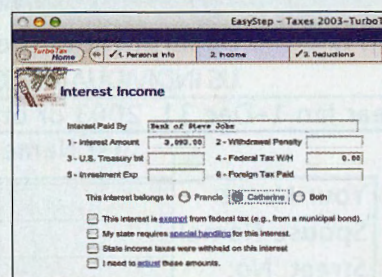 EasyStep – Taxes 2003–TurboT
TurboTax Home 1. Personal Info 2. Income 3. Deductions
Interest Income
Interest Paid By Bank of Steve Jobs
1 - Interest Amount 3,093.00 2 - Withdrawal Penalty
3 - U.S. Treasury Int 4 - Federal Tax W/H 0.00
5 - Investment Exp 6 - Foreign Tax Paid
This interest belongs to Francis Catherine Both
This interest is exempt from federal tax (e.g., from a municipal bond).
My state requires special handling for this interest.
State income taxes were withheld on this interest
I need to adjust these amounts.